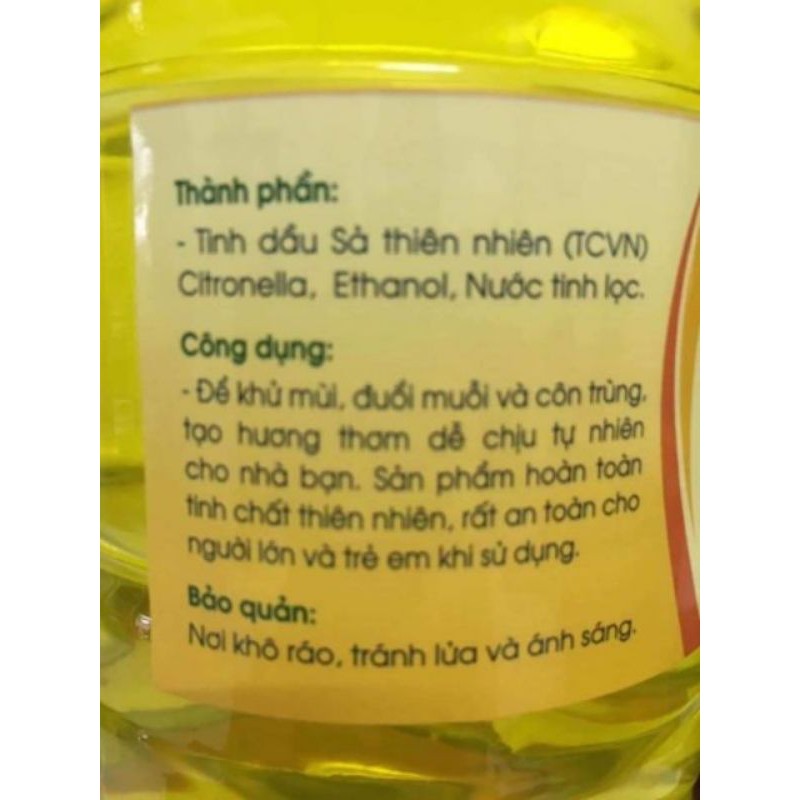 Thành phần:
- Tinh dầu Sả thiên nhiên (TCVN)
Citronella, Ethanol, Nước tinh lọc.
Công dụng:
- Để khử mùi, đuổi muỗi và côn trùng,
tạo hương thơm dễ chịu tự nhiên
cho nhà bạn. Sản phẩm hoàn toàn
tinh chất thiên nhiên, rất an toàn cho
người lớn và trẻ em khi sử dụng.
Bảo quản:
Nơi khô ráo, tránh lửa và ánh sáng.